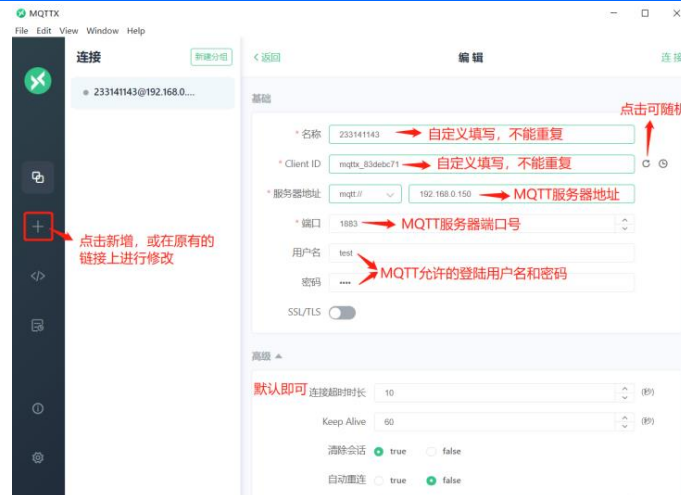 MQTTX
File Edit View Window Help
连接 新建分组
233141143@192.168.0....
点击新增，或在原有的
链接上进行修改
返回 编辑 连接
基础
点击可随机
* 名称 233141143 自定义填写，不能重复
* Client ID mqttx_83debc71 自定义填写，不能重复
* 服务器地址 mqtt:// 192.168.0.150 MQTT服务器地址
* 端口 1883 MQTT服务器端口号
用户名 test
MQTT允许的登陆用户名和密码
密码 ••••
SSL/TLS
高级
默认即可 连接超时时长 10 (秒)
Keep Alive 60 (秒)
清除会话 true false
自动重连 true false